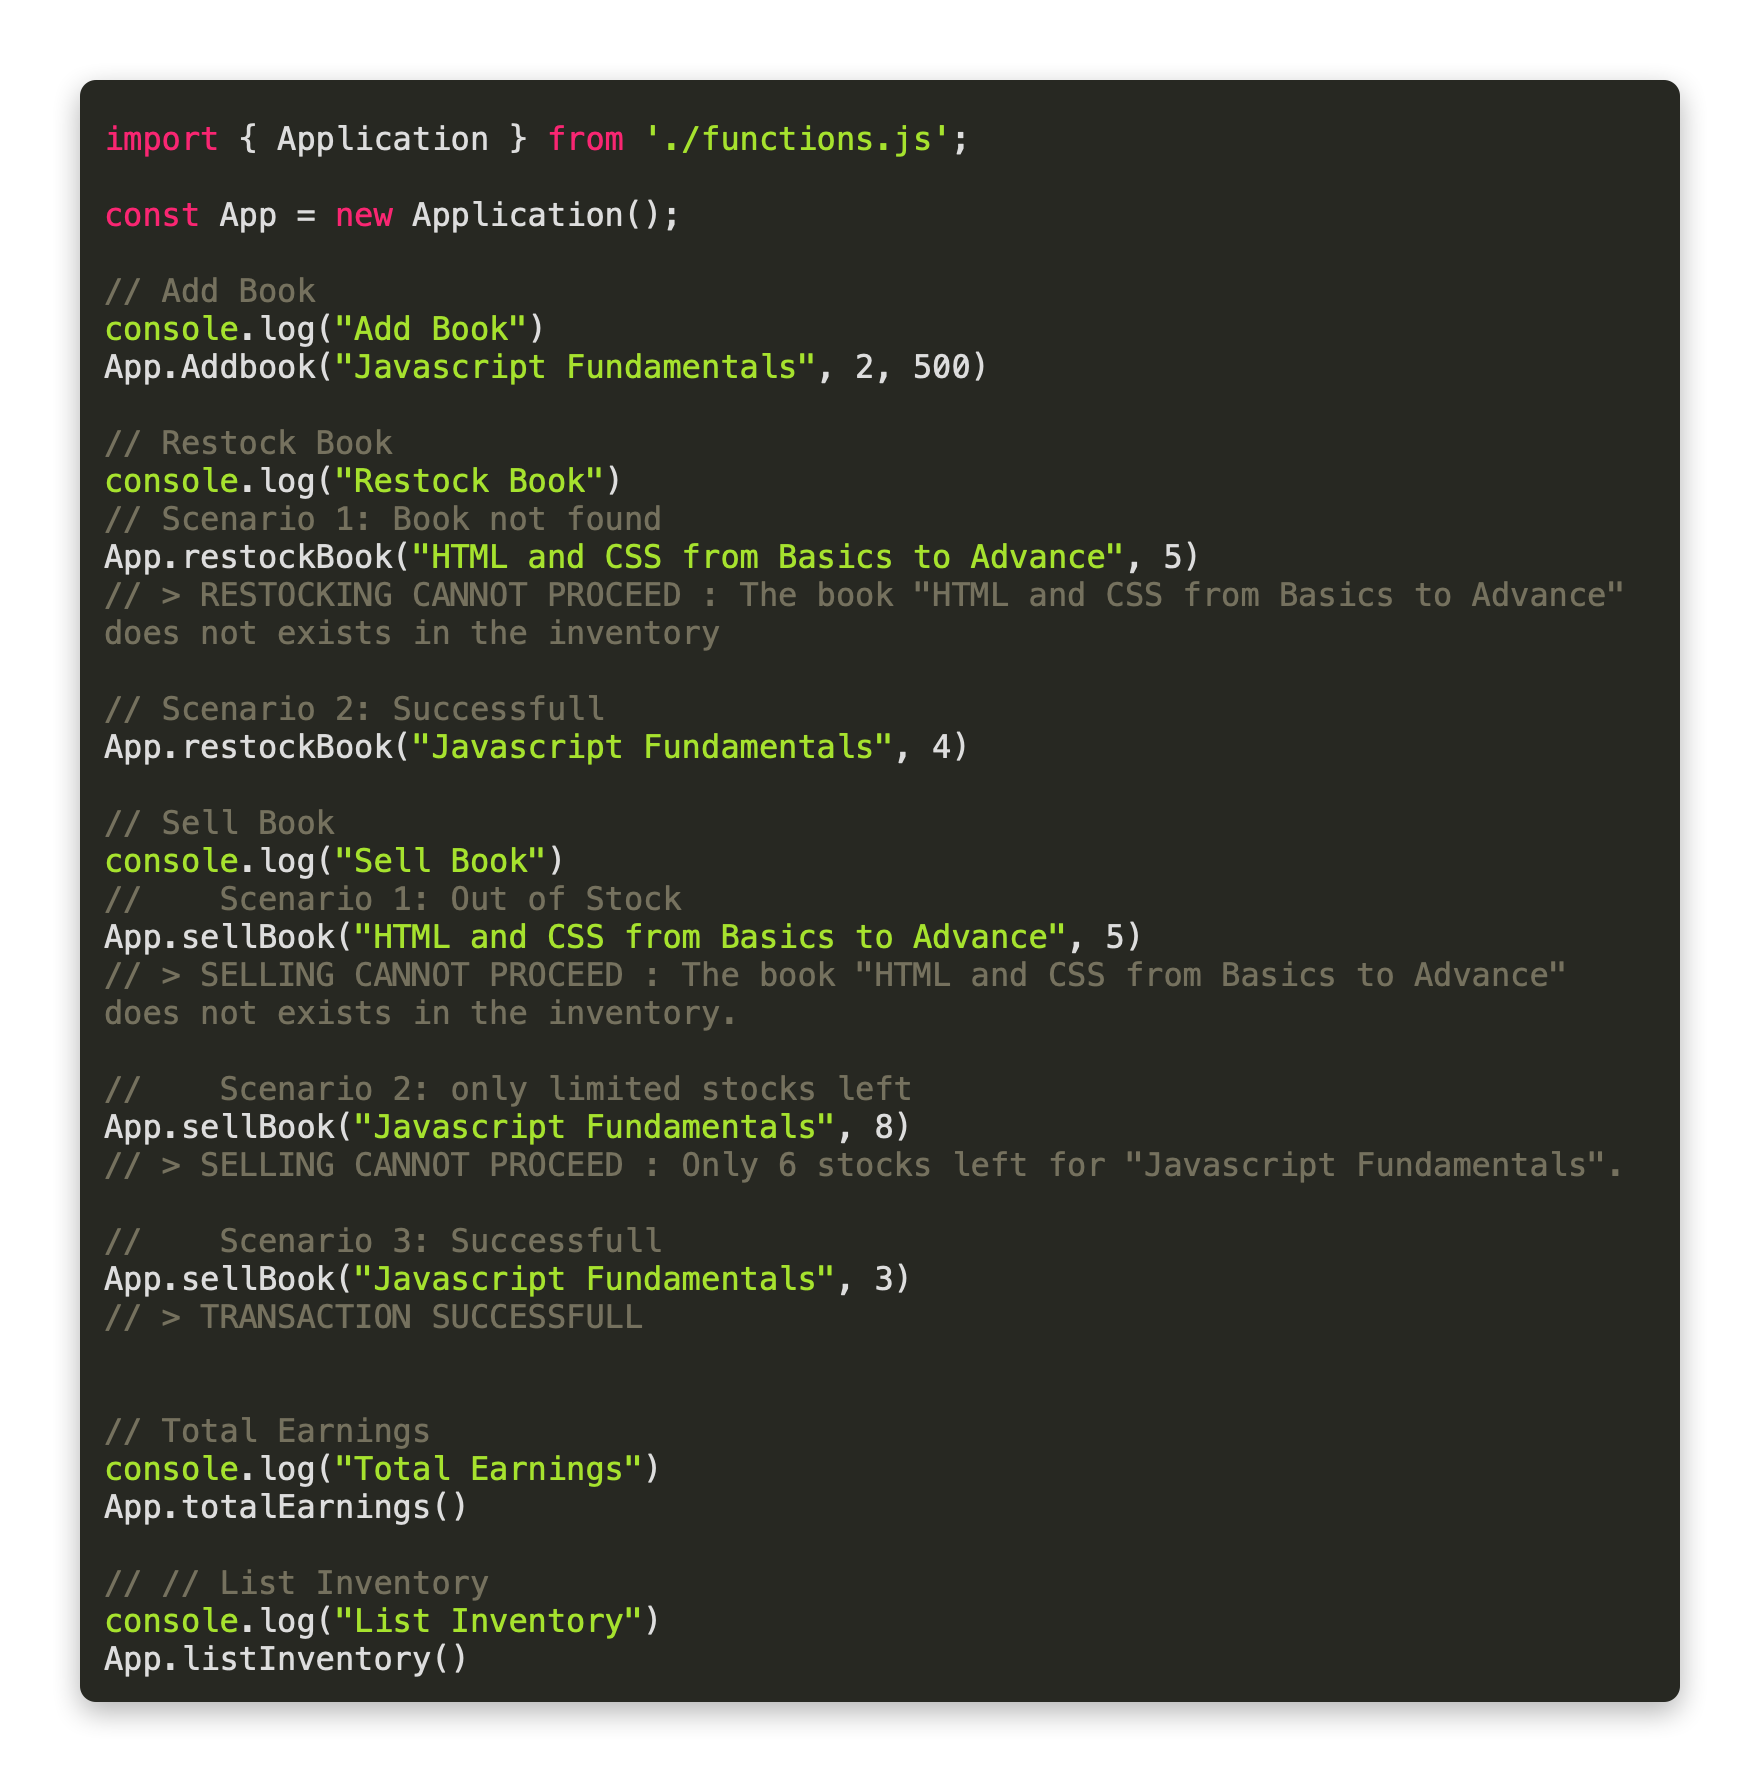 import { Application } from './functions.js';
const App = new Application();
// Add Book
console.log("Add Book")
App.Addbook("Javascript Fundamentals", 2, 500)
// Restock Book
console.log("Restock Book")
// Scenario 1: Book not found
App.restockBook("HTML and CSS from Basics to Advance", 5)
// > RESTOCKING CANNOT PROCEED : The book "HTML and CSS from Basics to Advance"
does not exists in the inventory
// Scenario 2: Successfull
App.restockBook("Javascript Fundamentals", 4)
// Sell Book
console.log("Sell Book")
//    Scenario 1: Out of Stock
App.sellBook("HTML and CSS from Basics to Advance", 5)
// > SELLING CANNOT PROCEED : The book "HTML and CSS from Basics to Advance"
does not exists in the inventory.
//    Scenario 2: only limited stocks left
App.sellBook("Javascript Fundamentals", 8)
// > SELLING CANNOT PROCEED : Only 6 stocks left for "Javascript Fundamentals".
//    Scenario 3: Successfull
App.sellBook("Javascript Fundamentals", 3)
// > TRANSACTION SUCCESSFULL
// Total Earnings
console.log("Total Earnings")
App.totalEarnings()
// // List Inventory
console.log("List Inventory")
App.listInventory()